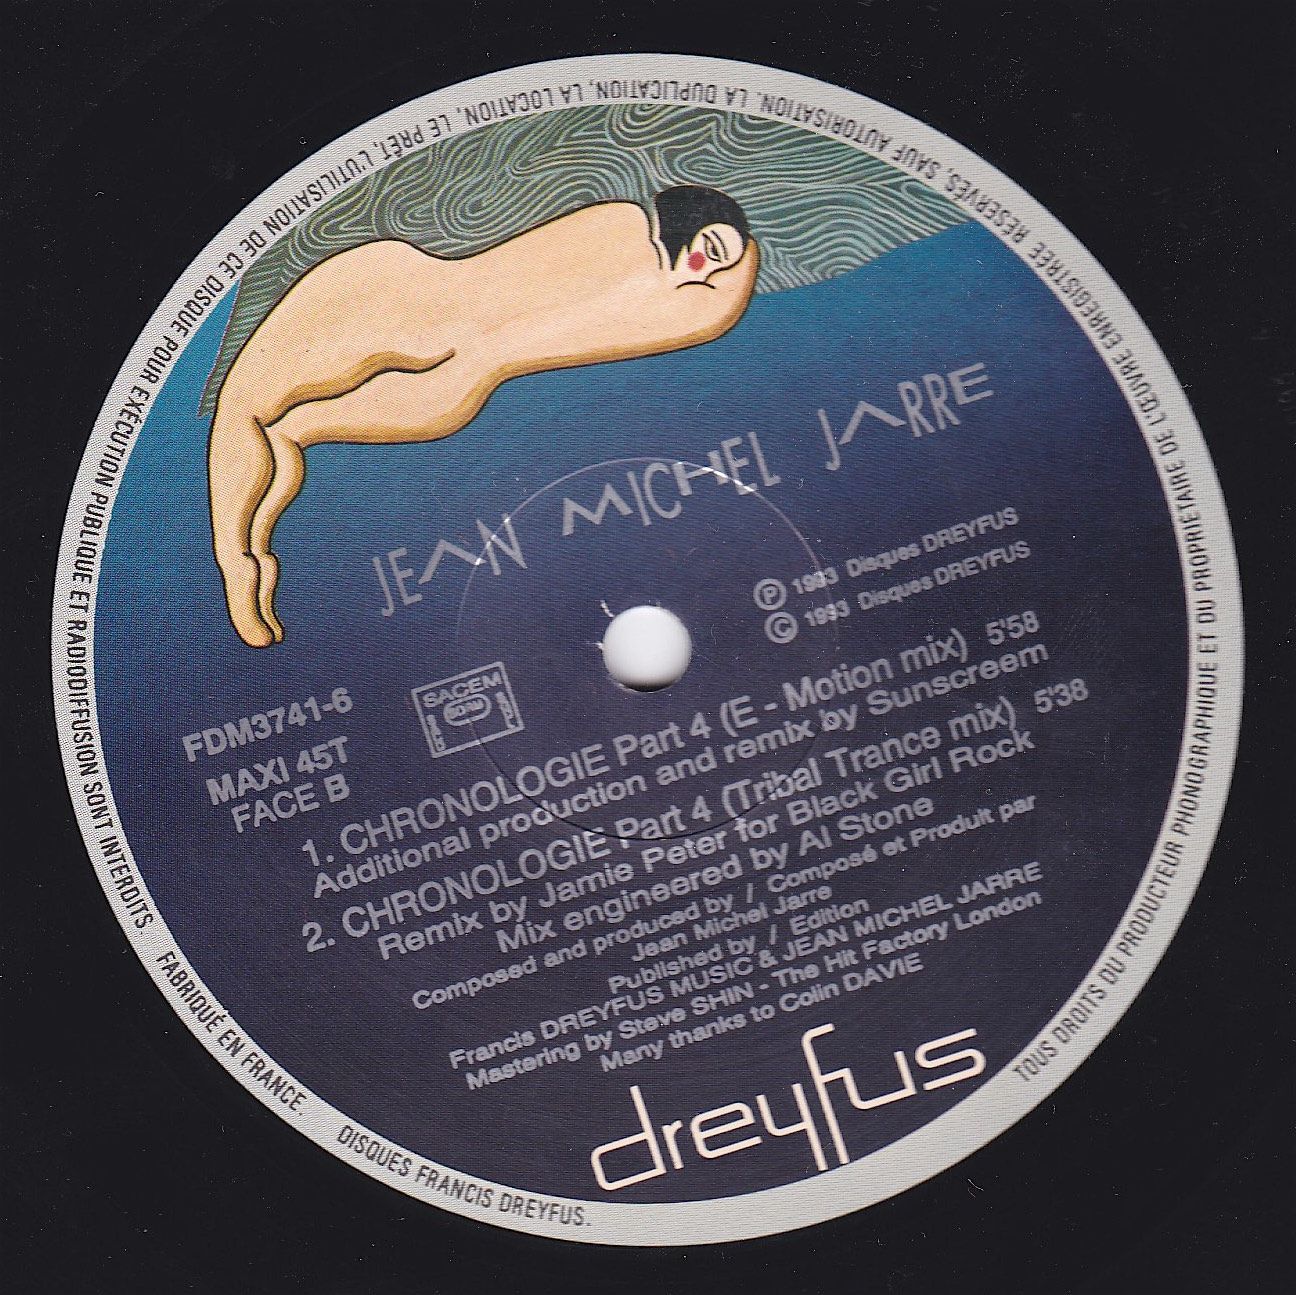 JEAN MICHEL JARRE
Ⓟ 1993 Disques DREYFUS
© 1993 Disques DREYFUS
FDM3741-6
MAXI 45T
FACE B
SACEM
1. CHRONOLOGIE Part 4 (E - Motion mix) 5'58
Additional production and remix by Sunscreem
2. CHRONOLOGIE Part 4 (Tribal Trance mix) 5'38
Remix by Jamie Peter for Black Girl Rock
Mix engineered by Al Stone
Composed and produced by / Composé et Produit par
Jean Michel Jarre
Published by / Edition
Francis DREYFUS MUSIC & JEAN MICHEL JARRE
Mastering by Steve SHIN - The Hit Factory London
Many thanks to Colin DAVIE
dreyfus
TOUS DROITS DU PRODUCTEUR PHONOGRAPHIQUE ET DU PROPRIETAIRE DE L'ŒUVRE ENREGISTRÉE RESERVÉS, SAUF AUTORISATION, LA DUPLICATION, LA LOCATION, LE PRÊT, L'UTILISATION DE CE DISQUE POUR EXÉCUTION PUBLIQUE ET RADIODIFFUSION SONT INTERDITS
FABRIQUÉ EN FRANCE.
DISQUES FRANCIS DREYFUS.